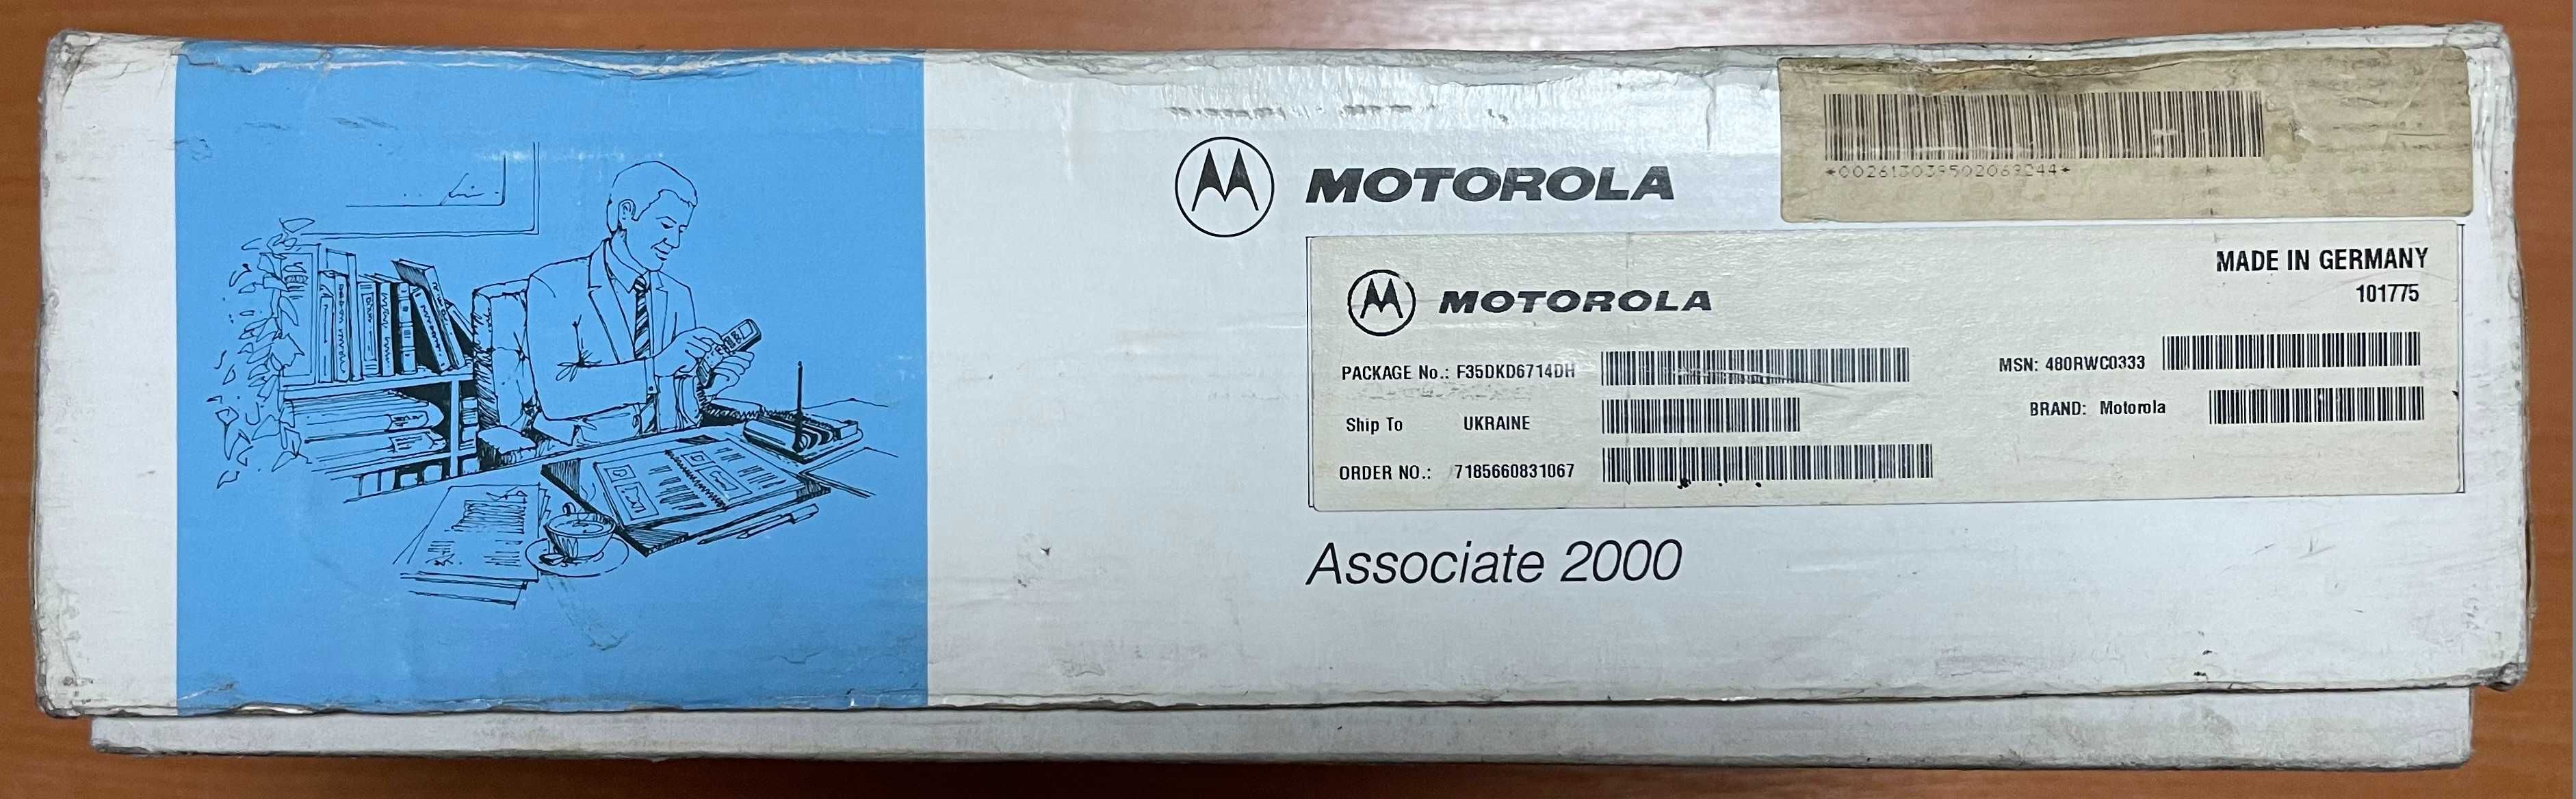 MOTOROLA
*002613039502069244*
MADE IN GERMANY
101775
MOTOROLA
PACKAGE No.: F35DKD6714DH
MSN: 480RWC0333
Ship To UKRAINE
BRAND: Motorola
ORDER NO.: 7185660831067
Associate 2000